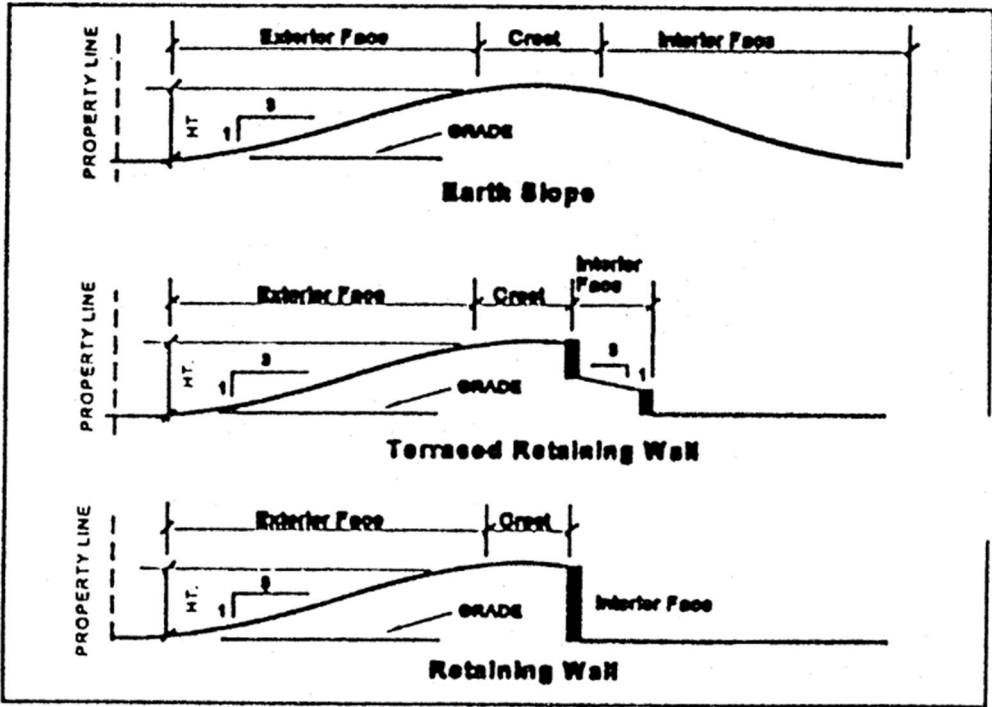 Exterior Face Crest Interior Face
PROPERTY LINE
HT.
1 3
GRADE
Earth Slope
Interior
Face
Exterior Face Crest
PROPERTY LINE
HT.
1 3
3 1
GRADE
Terraced Retaining Wall
Exterior Face Crest
PROPERTY LINE
HT.
1 3
GRADE
Interior Face
Retaining Wall